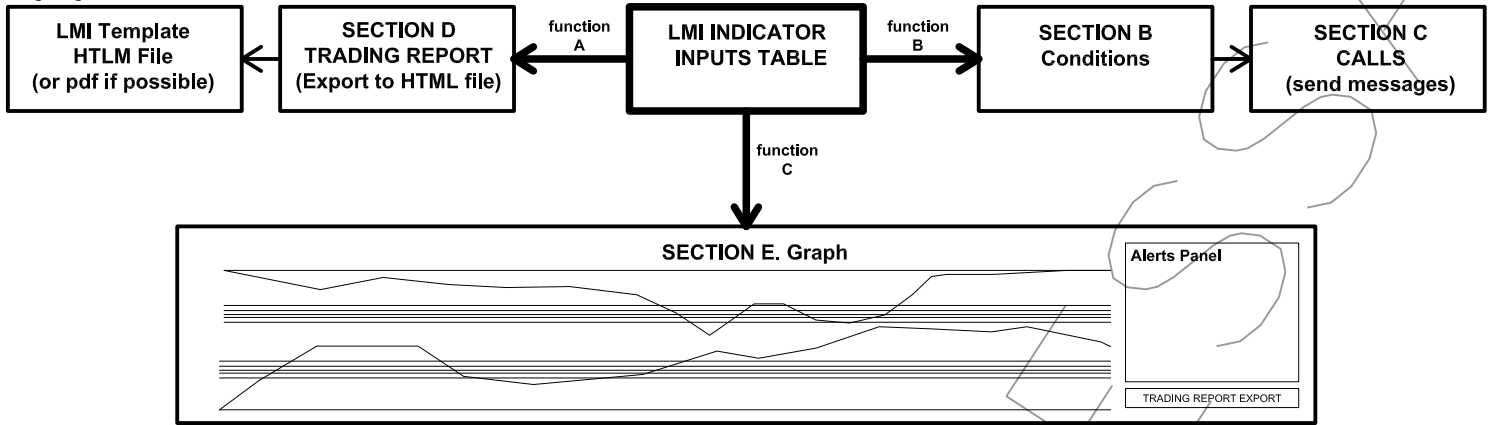 LMI Template
HTLM File
(or pdf if possible)
SECTION D
TRADING REPORT
(Export to HTML file)
function
A
LMI INDICATOR
INPUTS TABLE
function
B
SECTION B
Conditions
SECTION C
CALLS
(send messages)
function
C
SECTION E. Graph
Alerts Panel
TRADING REPORT EXPORT